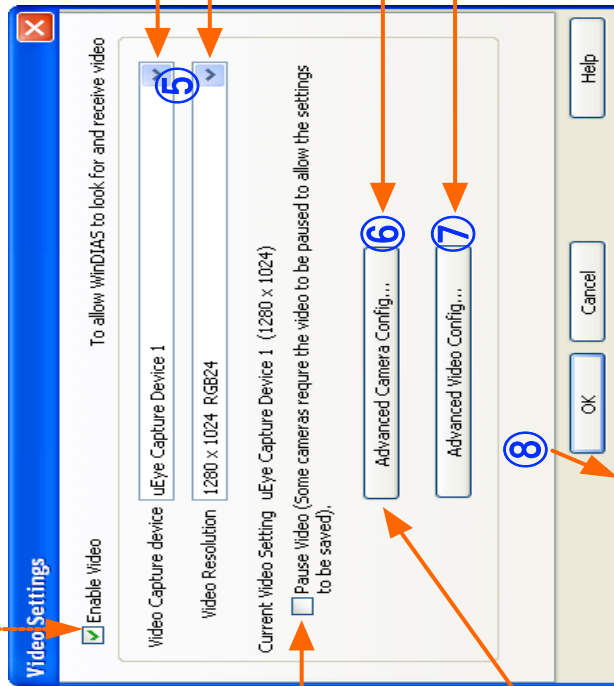 Video Settings
Enable Video
To allow WinDIAS to look for and receive video
Video Capture device uEye Capture Device 1
5
Video Resolution 1280 x 1024 RGB24
Current Video Setting uEye Capture Device 1 (1280 x 1024)
Pause Video (Some cameras requre the video to be paused to allow the settings
to be saved).
Advanced Camera Config... 6
Advanced Video Config... 7
8
OK Cancel Help